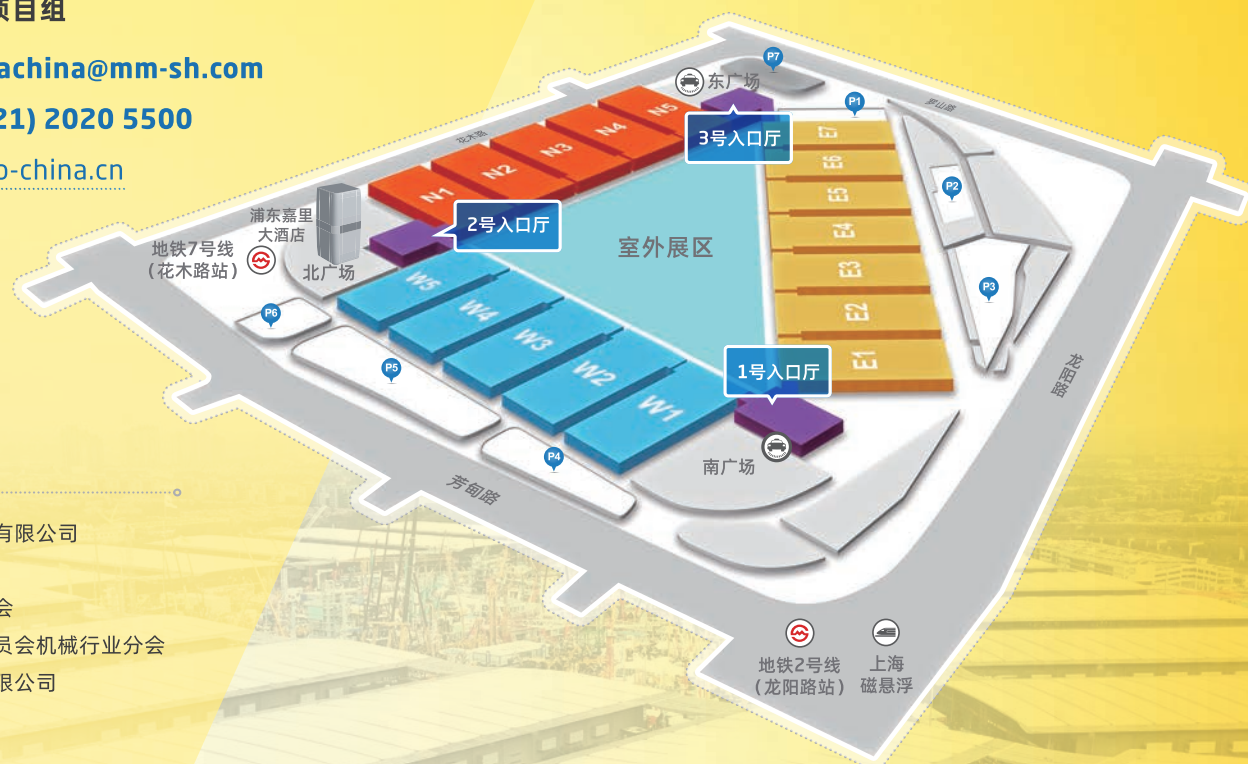 项目组
achina@mm-sh.com
21) 2020 5500
o-china.cn
有限公司
会
员会机械行业分会
限公司
P7
东广场
P1
罗山路
花木路
3号入口厅
N5
N4
N3
N2
N1
E7
E6
E5
E4
E3
E2
E1
P2
P3
浦东嘉里
大酒店
2号入口厅
室外展区
地铁7号线
(花木路站)
北广场
W5
W4
W3
W2
W1
P6
P5
P4
1号入口厅
龙阳路
南广场
芳甸路
地铁2号线
(龙阳路站)
上海
磁悬浮